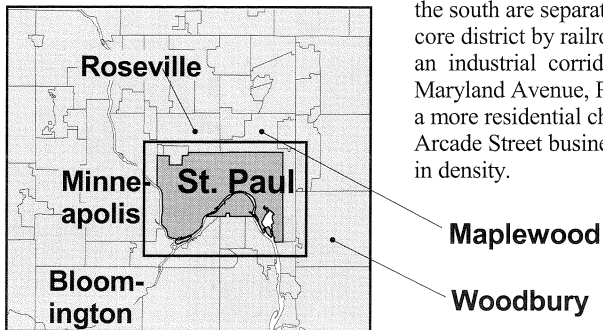 Roseville
Minne-
apolis
St. Paul
Bloom-
ington
Maplewood
Woodbury
the south are separat
core district by railro
an industrial corrid
Maryland Avenue, F
a more residential ch
Arcade Street busine
in density.